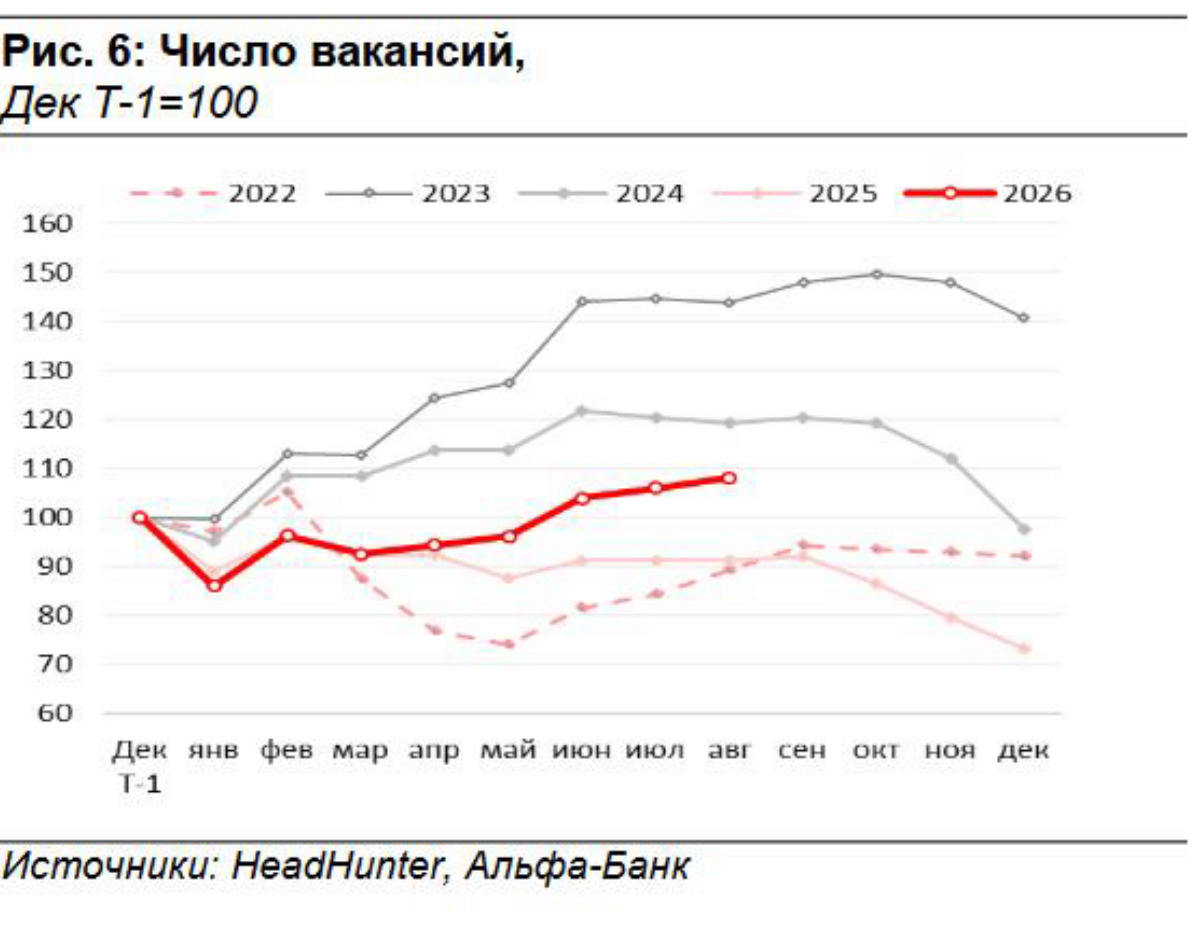 Рис. 6: Число вакансий,
Дек Т-1=100
2022 2023 2024 2025 2026
160
150
140
130
120
110
100
90
80
70
60
Дек янв фев мар апр май июн июл авг сен окт ноя дек
Т-1
Источники: HeadHunter, Альфа-Банк